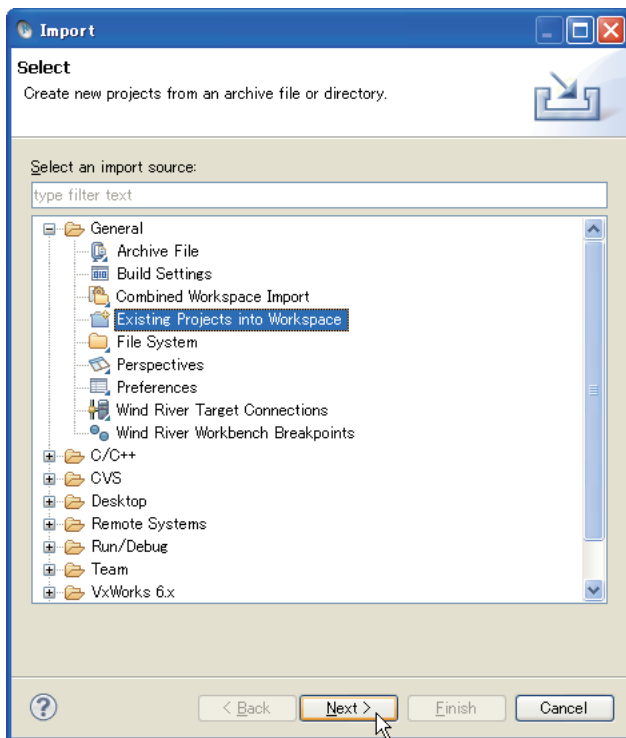 Import
Select
Create new projects from an archive file or directory.
Select an import source:
type filter text
General
Archive File
Build Settings
Combined Workspace Import
Existing Projects into Workspace
File System
Perspectives
Preferences
Wind River Target Connections
Wind River Workbench Breakpoints
C/C++
CVS
Desktop
Remote Systems
Run/Debug
Team
VxWorks 6.x
< Back Next > Finish Cancel